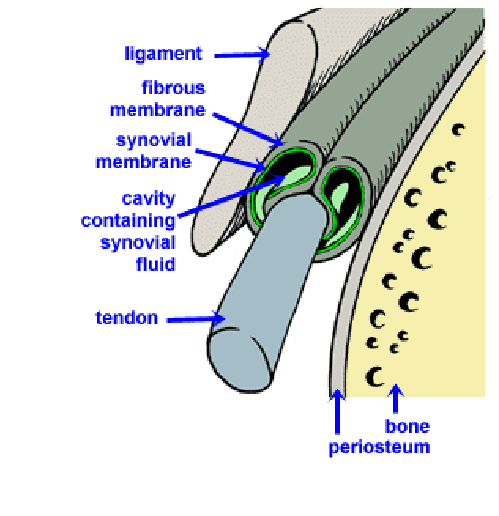 ligament
fibrous
membrane
synovial
membrane
cavity
containing
synovial
fluid
tendon
bone
periosteum